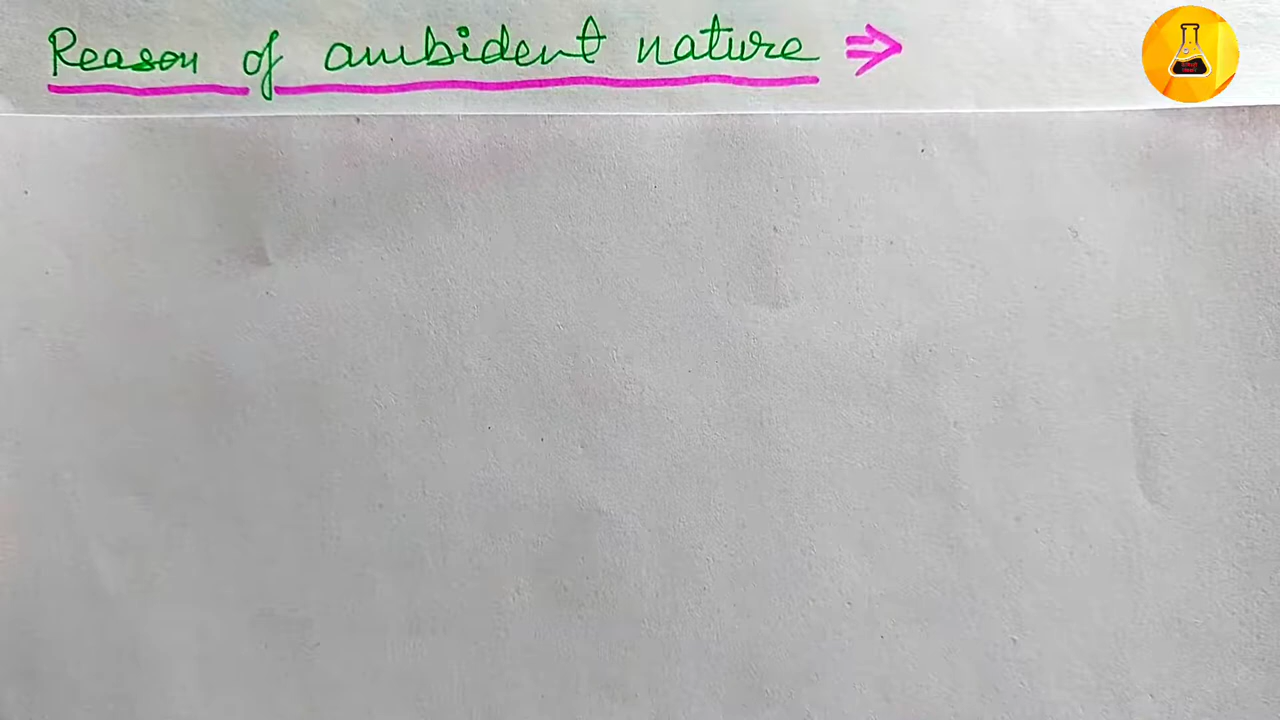 Reason of ambident nature ⇒